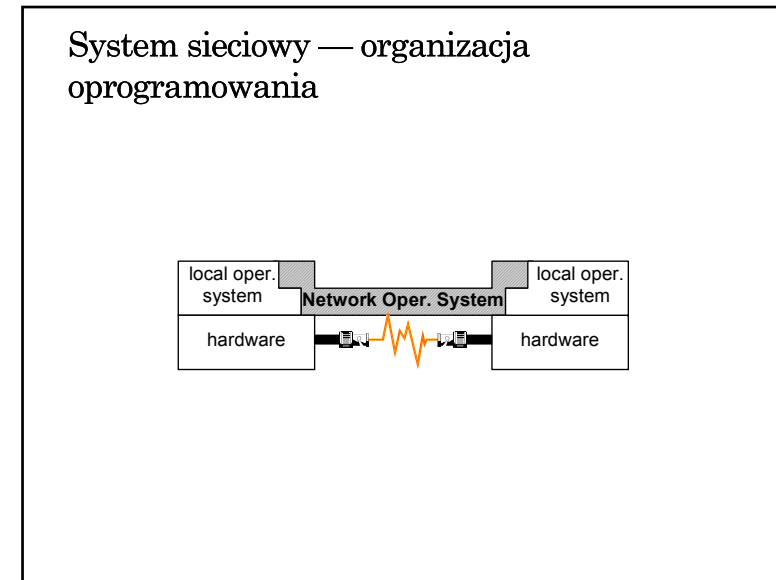 System sieciowy — organizacja
oprogramowania
local oper.
system
Network Oper. System
local oper.
system
hardware
hardware